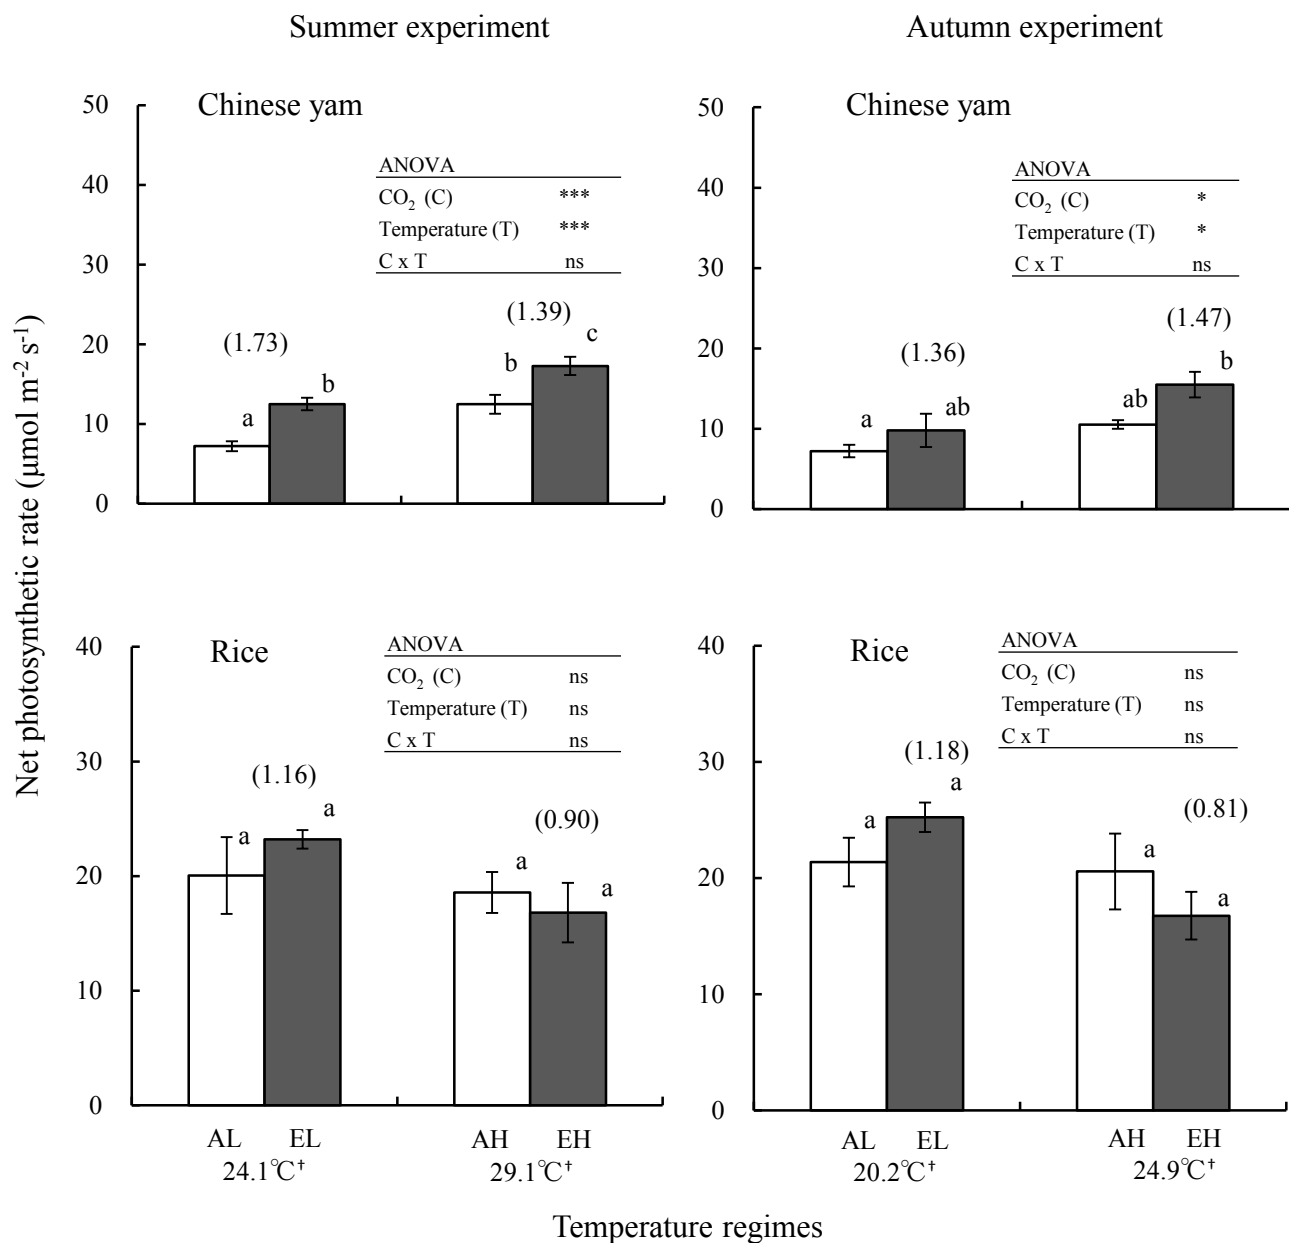 Summer experiment
Autumn experiment
Net photosynthetic rate (μmol m⁻² s⁻¹)
Chinese yam
50
40
30
20
10
0
ANOVA
CO₂ (C) ***
Temperature (T) ***
C x T ns
(1.73)
(1.39)
a
b
b
c
Chinese yam
50
40
30
20
10
0
ANOVA
CO₂ (C) *
Temperature (T) *
C x T ns
(1.36)
(1.47)
a
ab
ab
b
Rice
40
30
20
10
0
ANOVA
CO₂ (C) ns
Temperature (T) ns
C x T ns
(1.16)
(0.90)
a
a
a
a
AL EL AH EH
24.1℃† 29.1℃†
Rice
40
30
20
10
0
ANOVA
CO₂ (C) ns
Temperature (T) ns
C x T ns
(1.18)
(0.81)
a
a
a
a
AL EL AH EH
20.2℃† 24.9℃†
Temperature regimes